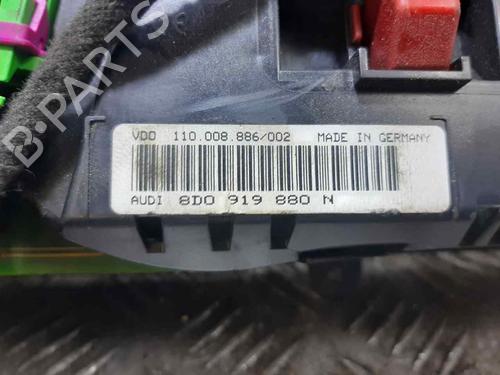 B-PARTS
VDO 110.008.886/002 MADE IN GERMANY
AUDI 8D0 919 880 N